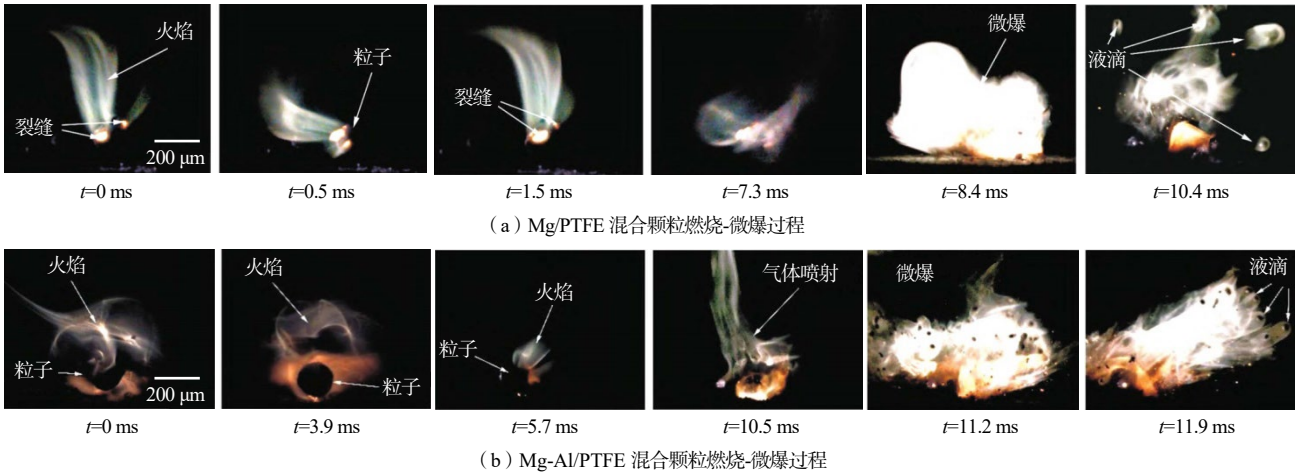 火焰
裂缝
200 μm
粒子
裂缝
微爆
液滴
t=0 ms
t=0.5 ms
t=1.5 ms
t=7.3 ms
t=8.4 ms
t=10.4 ms
（a）Mg/PTFE 混合颗粒燃烧-微爆过程
火焰
粒子
200 μm
火焰
粒子
火焰
粒子
气体喷射
微爆
液滴
t=0 ms
t=3.9 ms
t=5.7 ms
t=10.5 ms
t=11.2 ms
t=11.9 ms
（b）Mg-Al/PTFE 混合颗粒燃烧-微爆过程